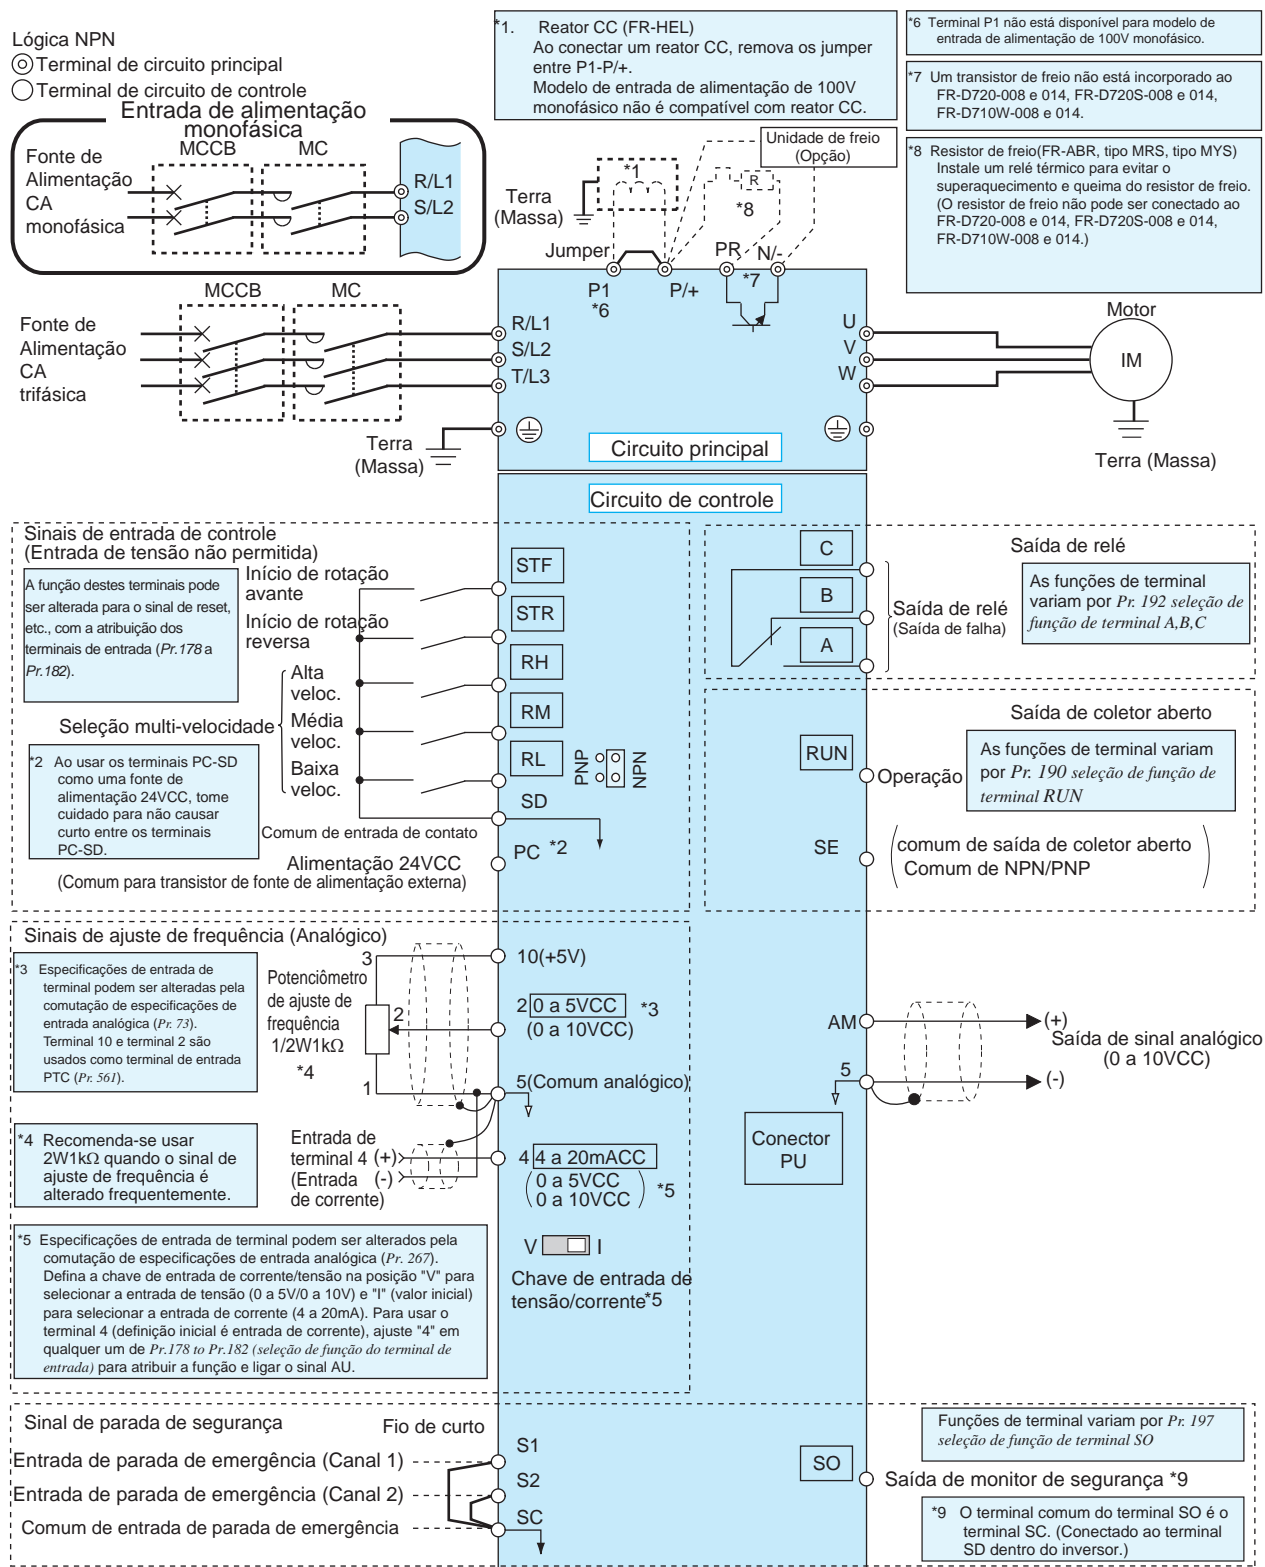 Lógica NPN
Terminal de circuito principal
Terminal de circuito de controle
Entrada de alimentação
monofásica
MCCB
MC
Fonte de
Alimentação
CA
monofásica
R/L1
S/L2
*1. Reator CC (FR-HEL)
Ao conectar um reator CC, remova os jumper
entre P1-P/+.
Modelo de entrada de alimentação de 100V
monofásico não é compatível com reator CC.
*6 Terminal P1 não está disponível para modelo de
entrada de alimentação de 100V monofásico.
*7 Um transistor de freio não está incorporado ao
FR-D720-008 e 014, FR-D720S-008 e 014,
FR-D710W-008 e 014.
*8 Resistor de freio(FR-ABR, tipo MRS, tipo MYS)
Instale um relé térmico para evitar o
superaquecimento e queima do resistor de freio.
(O resistor de freio não pode ser conectado ao
FR-D720-008 e 014, FR-D720S-008 e 014,
FR-D710W-008 e 014.)
Unidade de freio
(Opção)
*1
R
*8
Terra
(Massa)
Jumper
PR
N/-
*7
P1
*6
P/+
MCCB
MC
Fonte de
Alimentação
CA
trifásica
R/L1
S/L2
T/L3
U
V
W
Motor
IM
Terra
(Massa)
Terra (Massa)
Circuito principal
Circuito de controle
Sinais de entrada de controle
(Entrada de tensão não permitida)
A função destes terminais pode
ser alterada para o sinal de reset,
etc., com a atribuição dos
terminais de entrada (Pr.178 a
Pr.182).
Início de rotação
avante
Início de rotação
reversa
Alta
veloc.
Seleção multi-velocidade
Média
veloc.
Baixa
veloc.
*2 Ao usar os terminais PC-SD
como uma fonte de
alimentação 24VCC, tome
cuidado para não causar
curto entre os terminais
PC-SD.
Comum de entrada de contato
Alimentação 24VCC
(Comum para transistor de fonte de alimentação externa)
STF
STR
RH
RM
RL
PNP
NPN
SD
PC *2
C
B
A
Saída de relé
Saída de relé
(Saída de falha)
As funções de terminal
variam por Pr. 192 seleção de
função de terminal A,B,C
Saída de coletor aberto
RUN
Operação
As funções de terminal variam
por Pr. 190 seleção de função de
terminal RUN
SE
(comum de saída de coletor aberto
Comum de NPN/PNP)
Sinais de ajuste de frequência (Analógico)
*3 Especificações de entrada de
terminal podem ser alteradas pela
comutação de especificações de
entrada analógica (Pr. 73).
Terminal 10 e terminal 2 são
usados como terminal de entrada
PTC (Pr. 561).
Potenciômetro
de ajuste de
frequência
1/2W1kΩ
*4
3
2
1
10(+5V)
2 0 a 5VCC *3
(0 a 10VCC)
5(Comum analógico)
*4 Recomenda-se usar
2W1kΩ quando o sinal de
ajuste de frequência é
alterado frequentemente.
Entrada de
terminal 4 (+)
(Entrada (-)
de corrente)
4 4 a 20mACC
(0 a 5VCC
0 a 10VCC) *5
AM
5
(+)
Saída de sinal analógico
(0 a 10VCC)
(-)
Conector
PU
*5 Especificações de entrada de terminal podem ser alterados pela
comutação de especificações de entrada analógica (Pr. 267).
Defina a chave de entrada de corrente/tensão na posição "V" para
selecionar a entrada de tensão (0 a 5V/0 a 10V) e "I" (valor inicial)
para selecionar a entrada de corrente (4 a 20mA). Para usar o
terminal 4 (definição inicial é entrada de corrente), ajuste "4" em
qualquer um de Pr.178 to Pr.182 (seleção de função do terminal de
entrada) para atribuir a função e ligar o sinal AU.
V I
Chave de entrada de
tensão/corrente*5
Sinal de parada de segurança
Fio de curto
Entrada de parada de emergência (Canal 1)
Entrada de parada de emergência (Canal 2)
Comum de entrada de parada de emergência
S1
S2
SC
SO
Funções de terminal variam por Pr. 197
seleção de função de terminal SO
Saída de monitor de segurança *9
*9 O terminal comum do terminal SO é o
terminal SC. (Conectado ao terminal
SD dentro do inversor.)